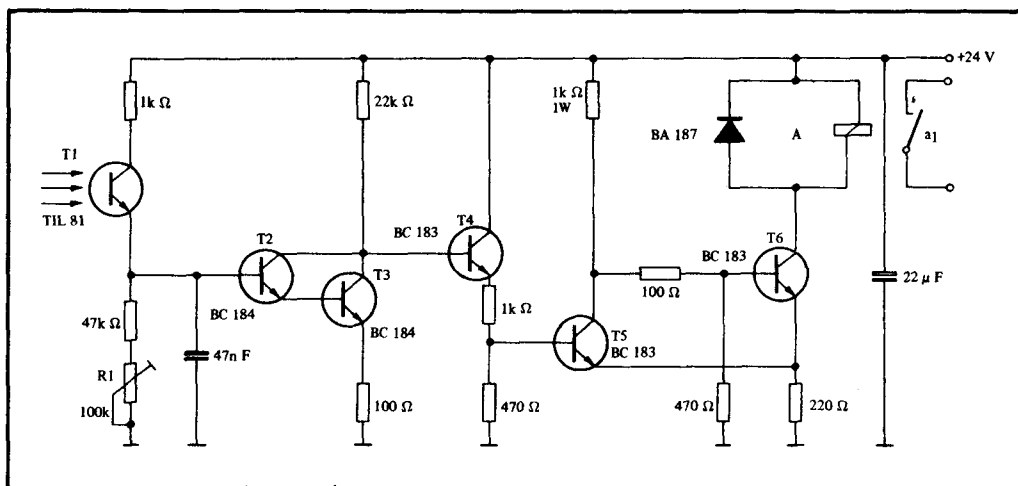 +24 V
1k Ω
22k Ω
1k Ω
1W
BA 187
A
a1
T1
TIL 81
T2
BC 183
T4
T3
BC 184
BC 184
1k Ω
100 Ω
BC 183
T6
22 μ F
47k Ω
47n F
T5
BC 183
R1
100k
100 Ω
470 Ω
470 Ω
220 Ω